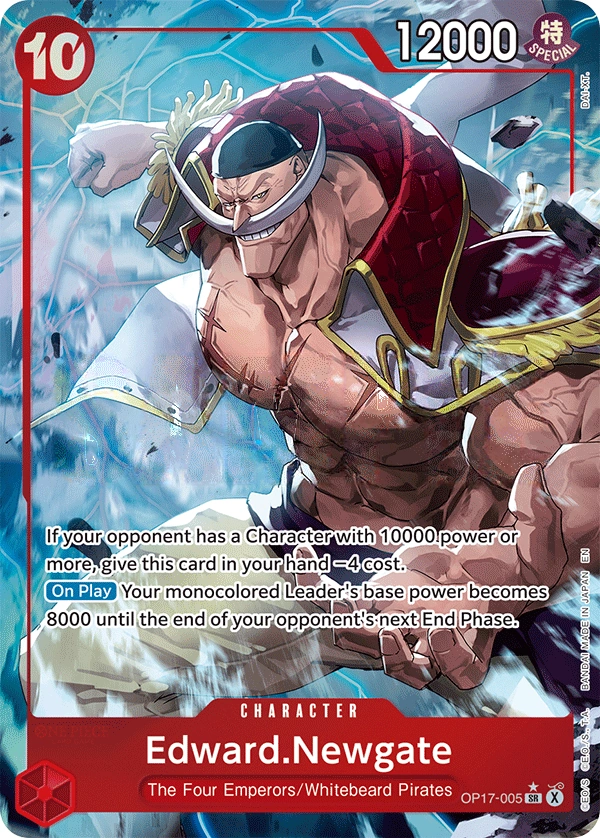 10
12000
特
SPECIAL
DAI-XT.
If your opponent has a Character with 10000 power or
more, give this card in your hand −4 cost.
On Play Your monocolored Leader's base power becomes
8000 until the end of your opponent's next End Phase.
©E.O/S. ©E.O./S., T.A. BANDAI MADE IN JAPAN EN
CHARACTER
Edward.Newgate
The Four Emperors/Whitebeard Pirates
OP17-005 SR X